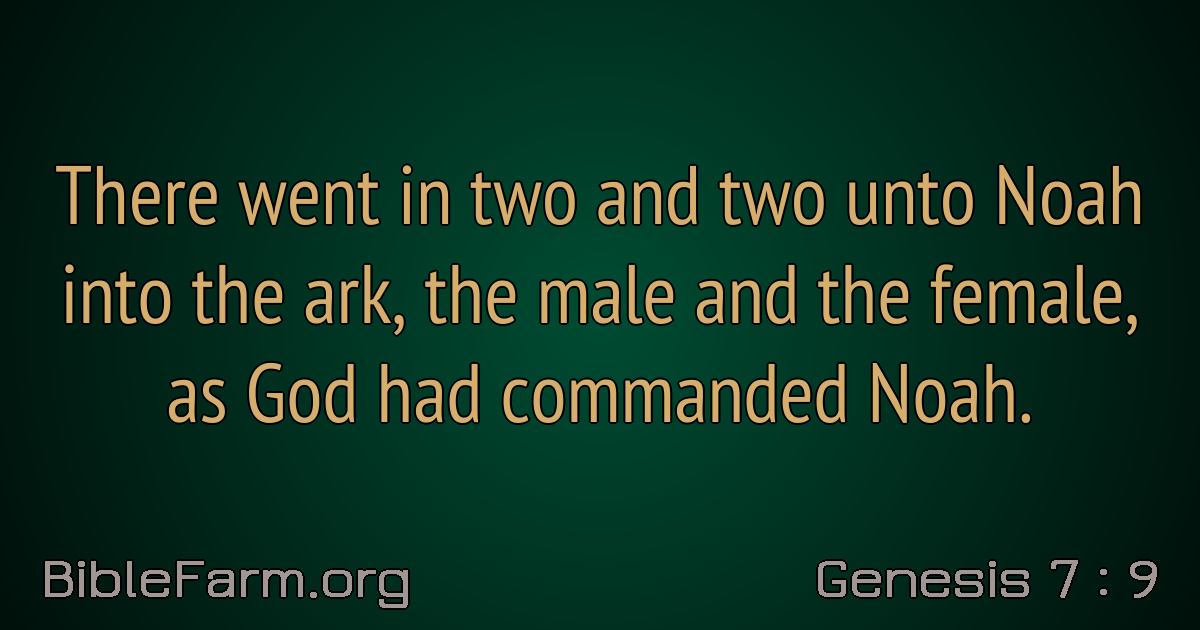 There went in two and two unto Noah
into the ark, the male and the female,
as God had commanded Noah.
BibleFarm.org
Genesis 7 : 9